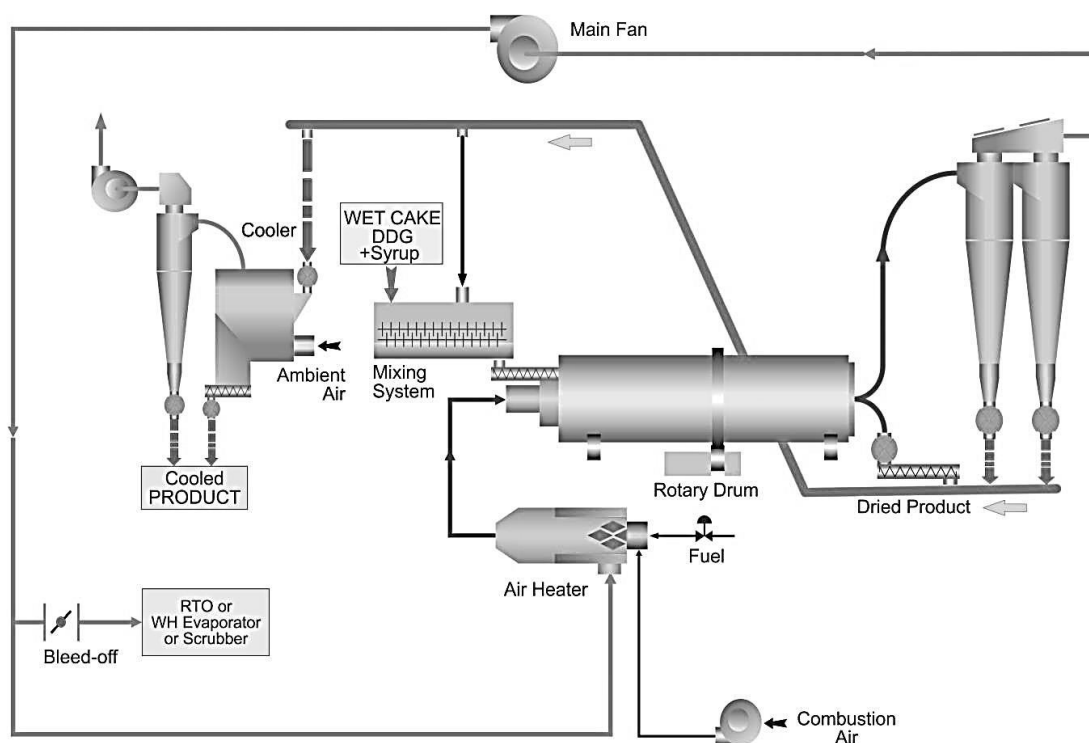 Main Fan
Cooler
WET CAKE
DDG
+Syrup
Ambient
Air
Mixing
System
Cooled
PRODUCT
Rotary Drum
Dried Product
Fuel
Air Heater
RTO or
WH Evaporator
or Scrubber
Bleed-off
Combustion
Air